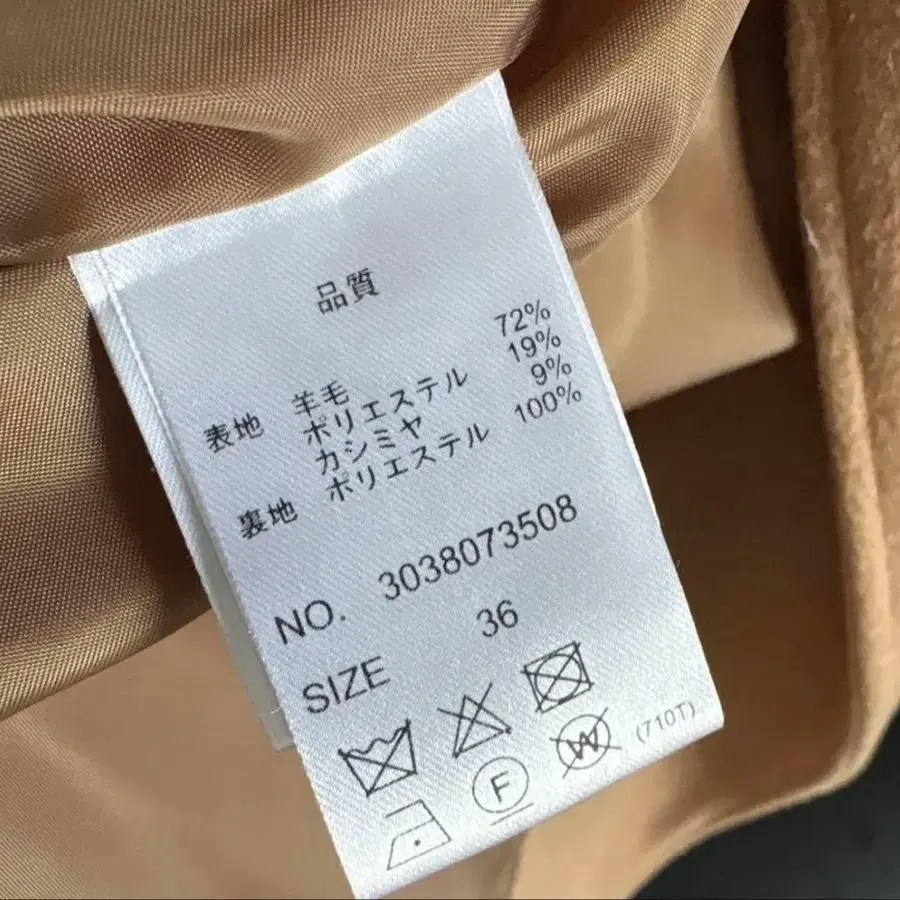 品質
表地 羊毛 72%
ポリエステル 19%
カシミヤ 9%
裏地 ポリエステル 100%
NO. 3038073508
SIZE 36
F W (710T)